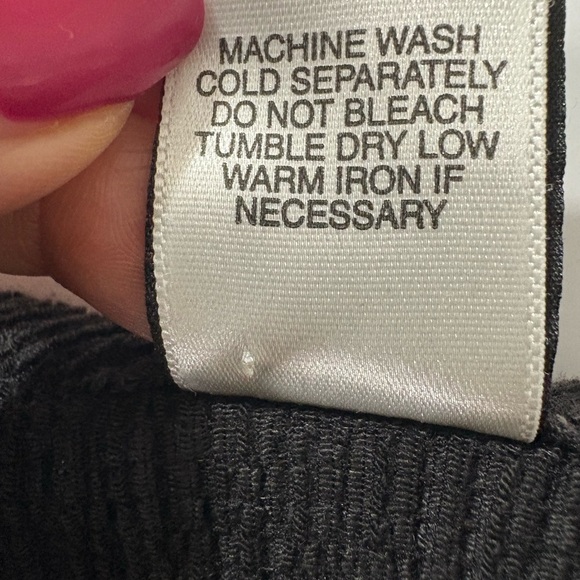 MACHINE WASH
COLD SEPARATELY
DO NOT BLEACH
TUMBLE DRY LOW
WARM IRON IF
NECESSARY